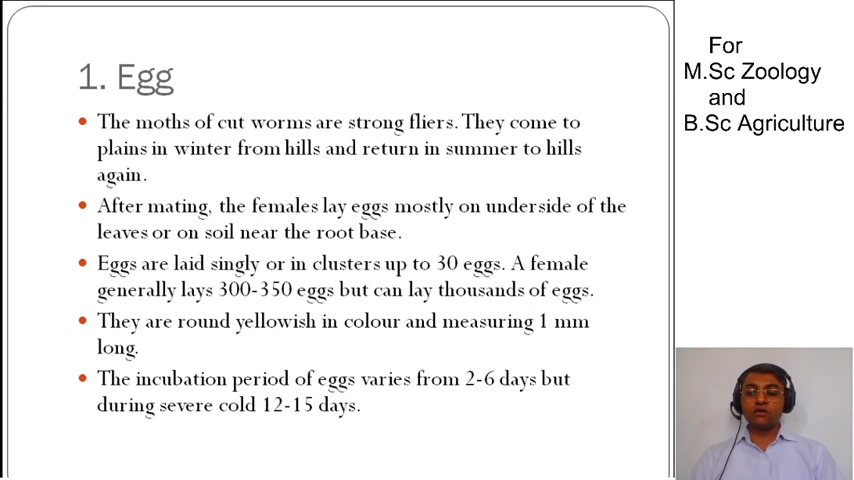 1. Egg
• The moths of cut worms are strong fliers. They come to
plains in winter from hills and return in summer to hills
again.
• After mating, the females lay eggs mostly on underside of the
leaves or on soil near the root base.
• Eggs are laid singly or in clusters up to 30 eggs. A female
generally lays 300-350 eggs but can lay thousands of eggs.
• They are round yellowish in colour and measuring 1 mm
long.
• The incubation period of eggs varies from 2-6 days but
during severe cold 12-15 days.
For
M.Sc Zoology
and
B.Sc Agriculture